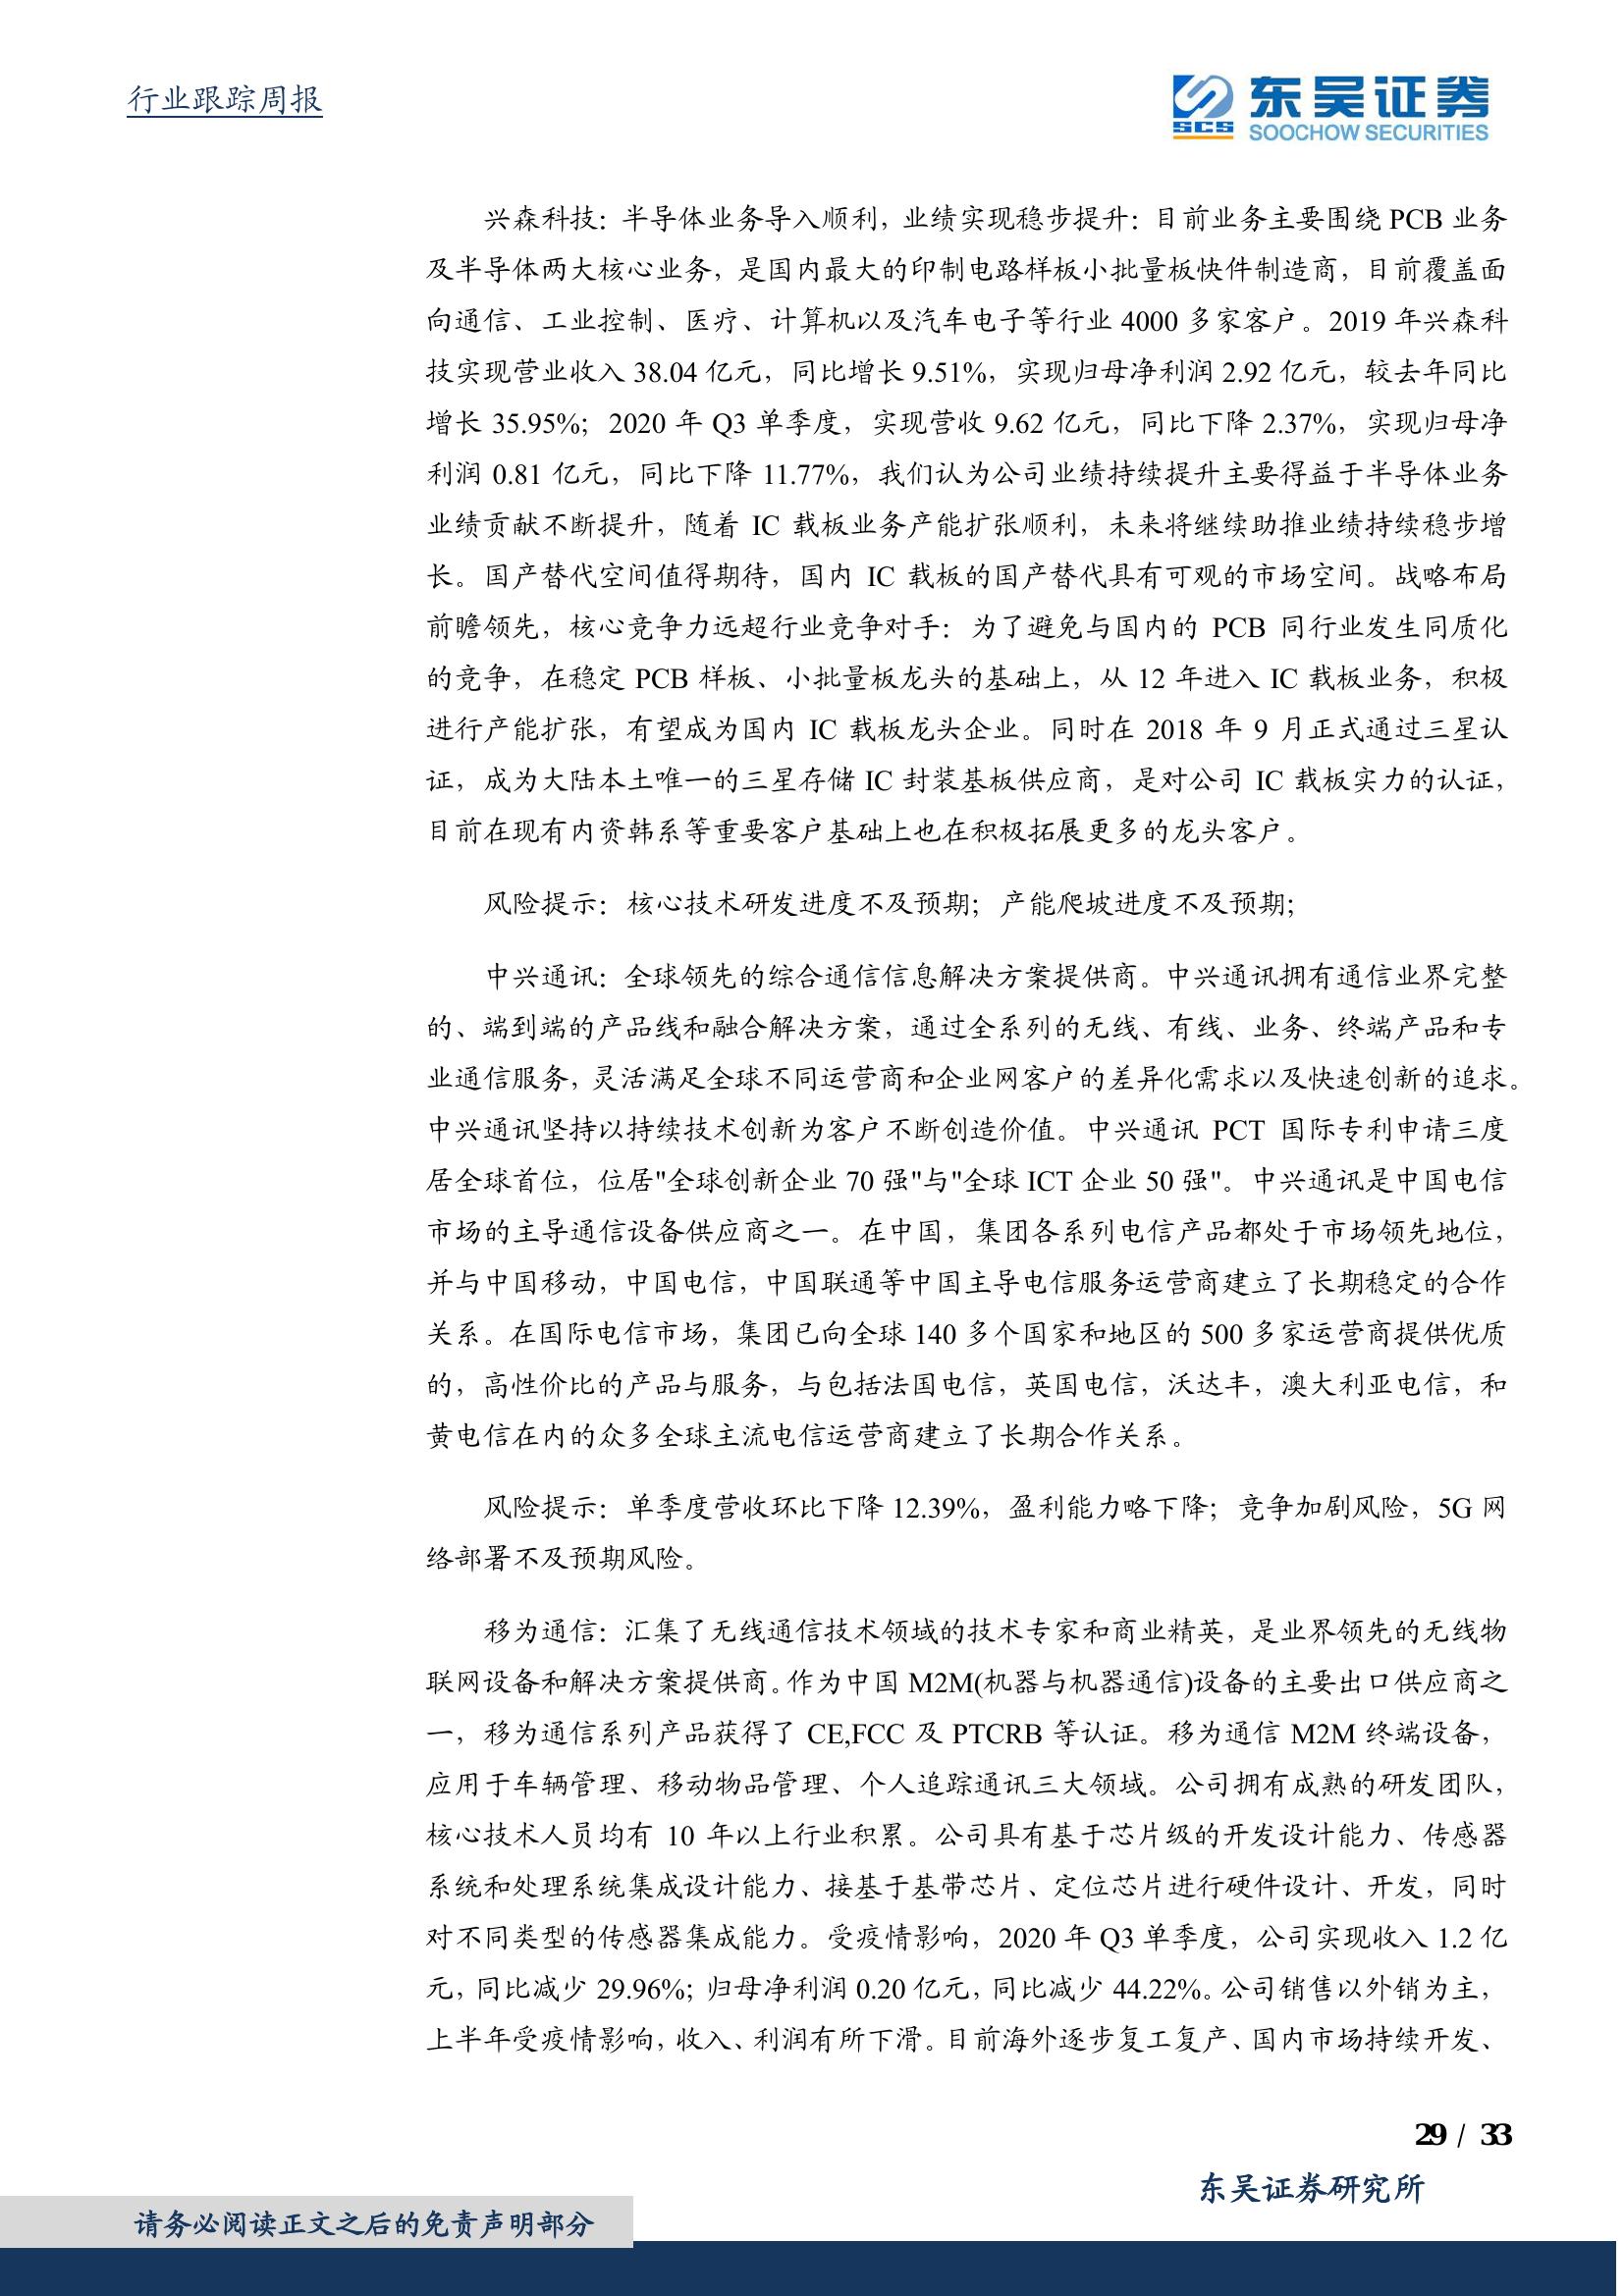 行业跟踪周报
东吴证券
SCS
SOOCHOW SECURITIES
兴森科技：半导体业务导入顺利，业绩实现稳步提升：目前业务主要围绕 PCB 业务
及半导体两大核心业务，是国内最大的印制电路样板小批量板快件制造商，目前覆盖面
向通信、工业控制、医疗、计算机以及汽车电子等行业 4000 多家客户。2019 年兴森科
技实现营业收入 38.04 亿元，同比增长 9.51%，实现归母净利润 2.92 亿元，较去年同比
增长 35.95%；2020 年 Q3 单季度，实现营收 9.62 亿元，同比下降 2.37%，实现归母净
利润 0.81 亿元，同比下降 11.77%，我们认为公司业绩持续提升主要得益于半导体业务
业绩贡献不断提升，随着 IC 载板业务产能扩张顺利，未来将继续助推业绩持续稳步增
长。国产替代空间值得期待，国内 IC 载板的国产替代具有可观的市场空间。战略布局
前瞻领先，核心竞争力远超行业竞争对手：为了避免与国内的 PCB 同行业发生同质化
的竞争，在稳定 PCB 样板、小批量板龙头的基础上，从 12 年进入 IC 载板业务，积极
进行产能扩张，有望成为国内 IC 载板龙头企业。同时在 2018 年 9 月正式通过三星认
证，成为大陆本土唯一的三星存储 IC 封装基板供应商，是对公司 IC 载板实力的认证，
目前在现有内资韩系等重要客户基础上也在积极拓展更多的龙头客户。
风险提示：核心技术研发进度不及预期；产能爬坡进度不及预期；
中兴通讯：全球领先的综合通信信息解决方案提供商。中兴通讯拥有通信业界完整
的、端到端的产品线和融合解决方案，通过全系列的无线、有线、业务、终端产品和专
业通信服务，灵活满足全球不同运营商和企业网客户的差异化需求以及快速创新的追求。
中兴通讯坚持以持续技术创新为客户不断创造价值。中兴通讯 PCT 国际专利申请三度
居全球首位，位居"全球创新企业 70 强"与"全球 ICT 企业 50 强"。中兴通讯是中国电信
市场的主导通信设备供应商之一。在中国，集团各系列电信产品都处于市场领先地位，
并与中国移动，中国电信，中国联通等中国主导电信服务运营商建立了长期稳定的合作
关系。在国际电信市场，集团已向全球 140 多个国家和地区的 500 多家运营商提供优质
的，高性价比的产品与服务，与包括法国电信，英国电信，沃达丰，澳大利亚电信，和
黄电信在内的众多全球主流电信运营商建立了长期合作关系。
风险提示：单季度营收环比下降 12.39%，盈利能力略下降；竞争加剧风险，5G 网
络部署不及预期风险。
移为通信：汇集了无线通信技术领域的技术专家和商业精英，是业界领先的无线物
联网设备和解决方案提供商。作为中国 M2M(机器与机器通信)设备的主要出口供应商之
一，移为通信系列产品获得了 CE,FCC 及 PTCRB 等认证。移为通信 M2M 终端设备，
应用于车辆管理、移动物品管理、个人追踪通讯三大领域。公司拥有成熟的研发团队，
核心技术人员均有 10 年以上行业积累。公司具有基于芯片级的开发设计能力、传感器
系统和处理系统集成设计能力、接基于基带芯片、定位芯片进行硬件设计、开发，同时
对不同类型的传感器集成能力。受疫情影响，2020 年 Q3 单季度，公司实现收入 1.2 亿
元，同比减少 29.96%；归母净利润 0.20 亿元，同比减少 44.22%。公司销售以外销为主，
上半年受疫情影响，收入、利润有所下滑。目前海外逐步复工复产、国内市场持续开发、
29 / 33
东吴证券研究所
请务必阅读正文之后的免责声明部分